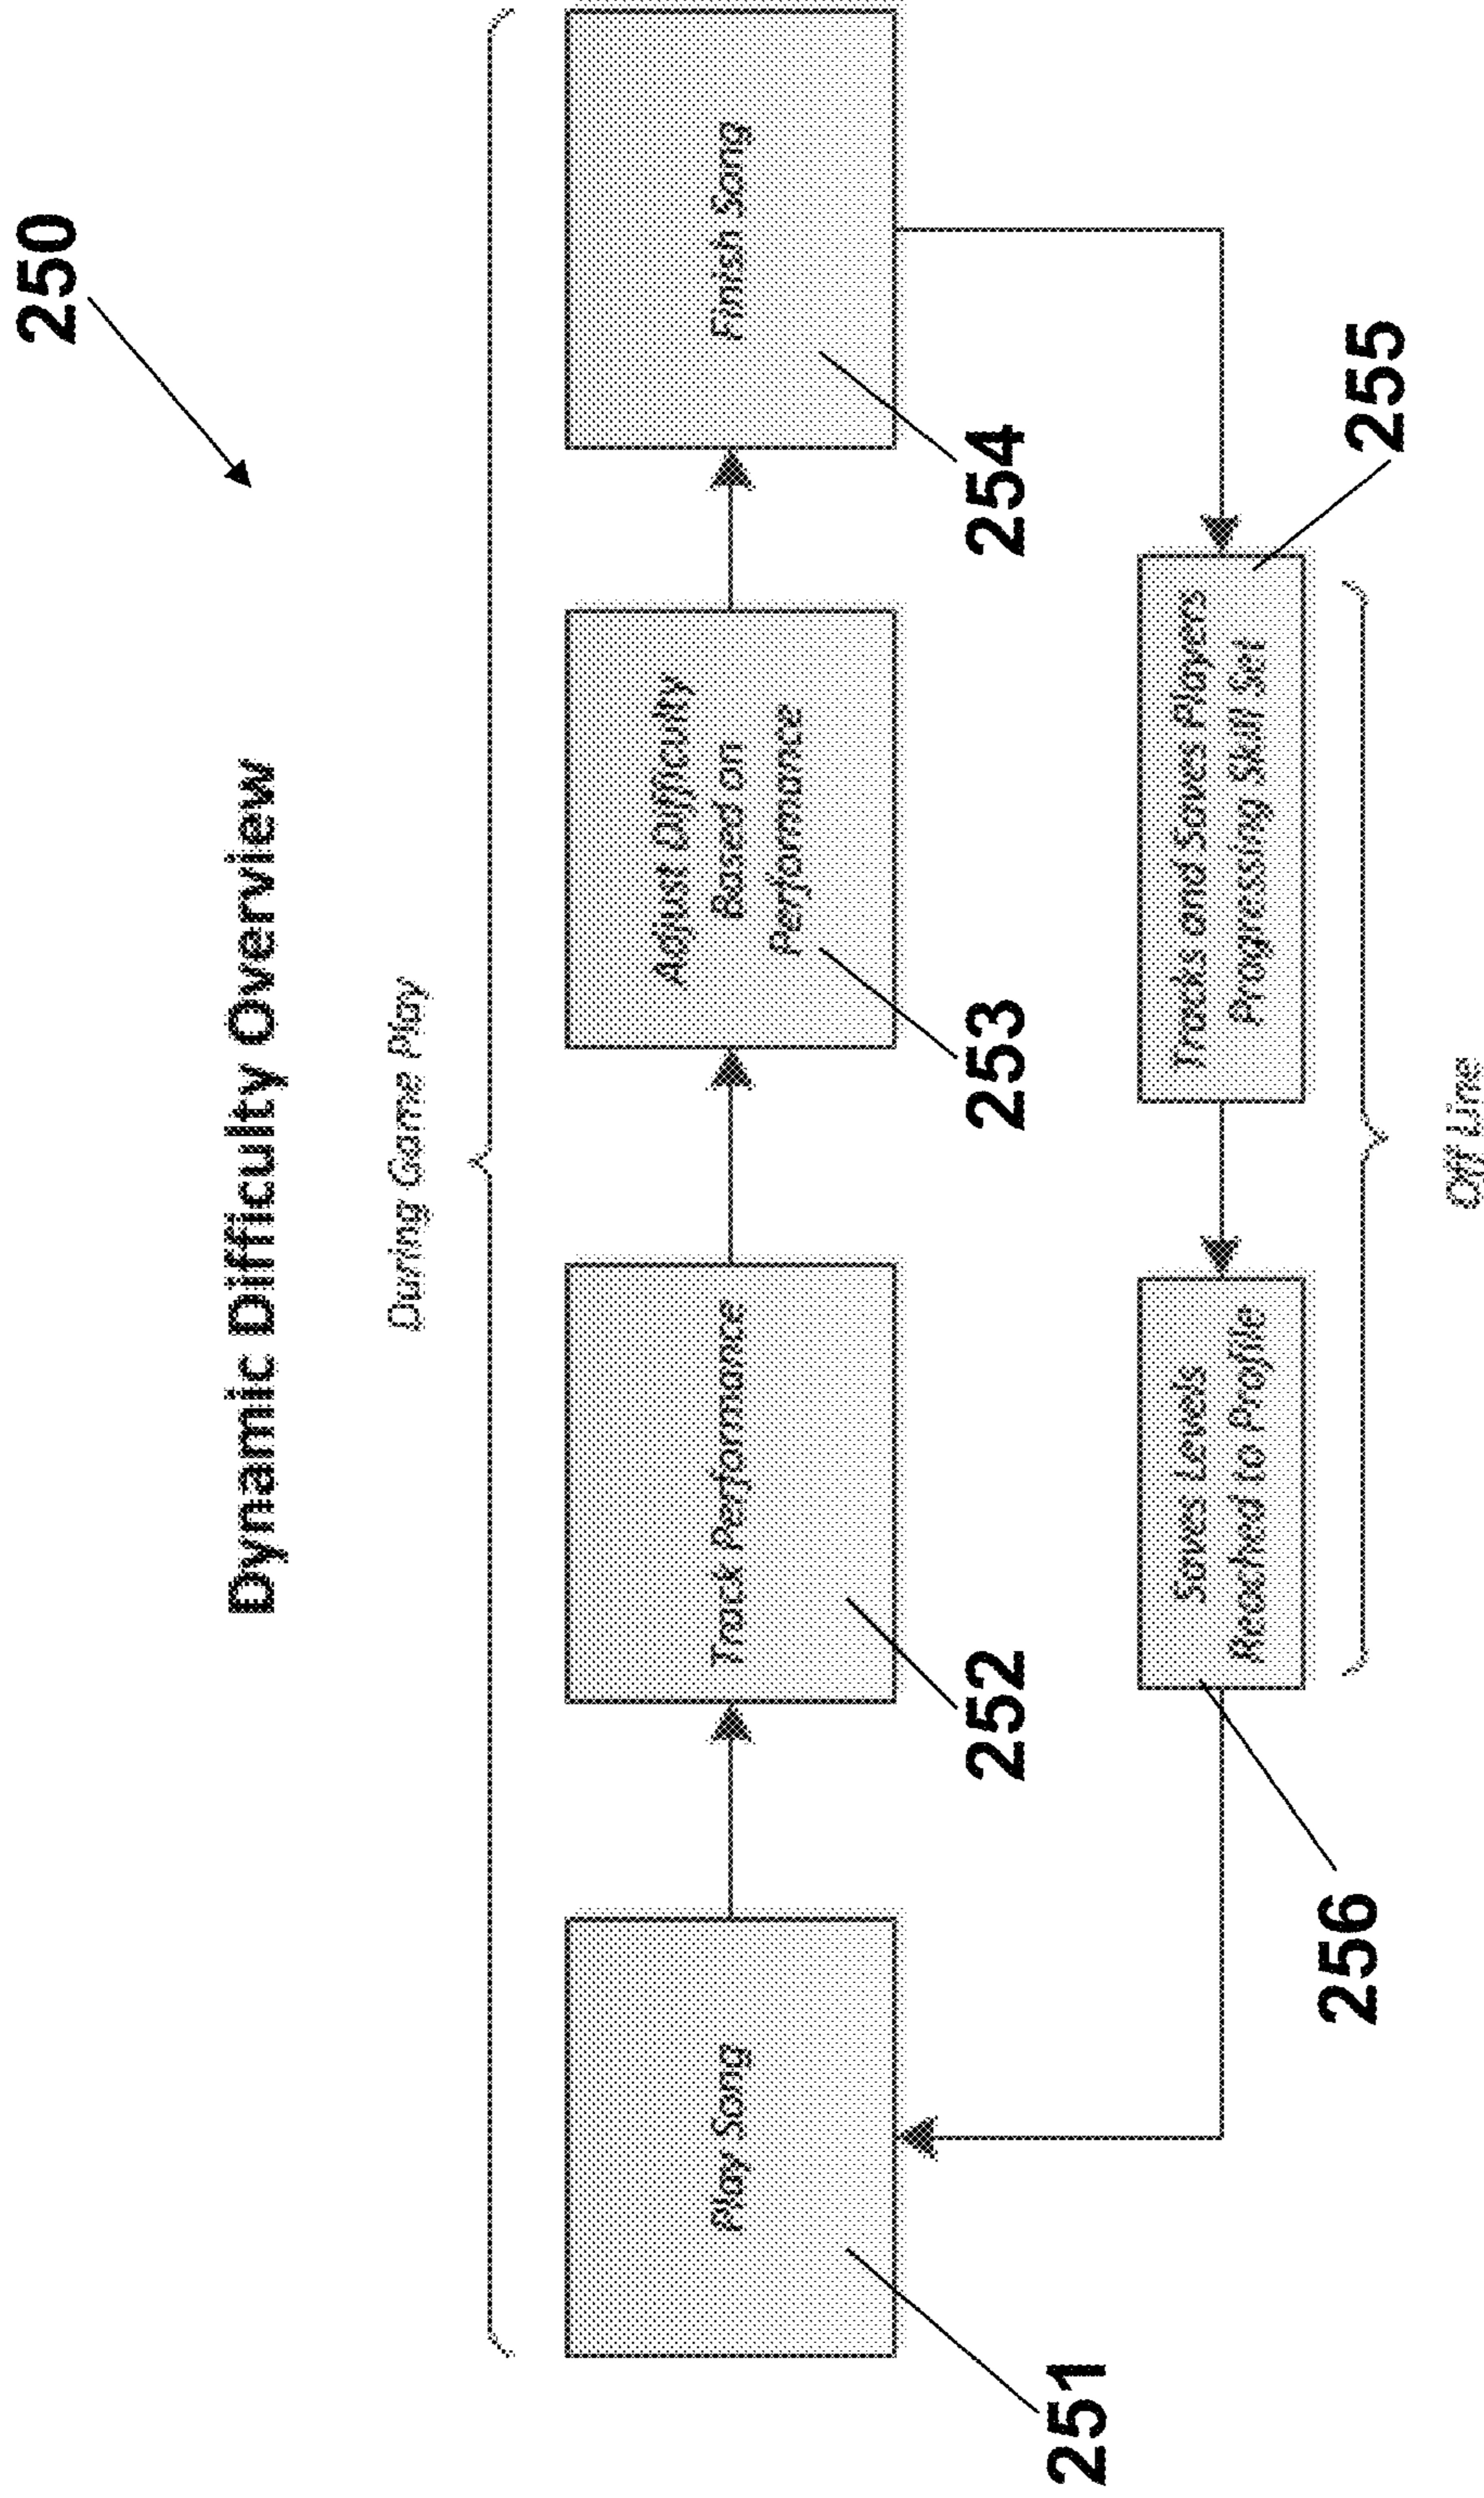 250
Dynamic Difficulty Overview
During Game Play
Play Song
Track Performance
Adjust Difficulty
Based on
Performance
Finish Song
251
252
253
254
Saves Levels
Reached to Profile
Tracks and Saves Players
Progressing Skill Set
256
255
Off Line